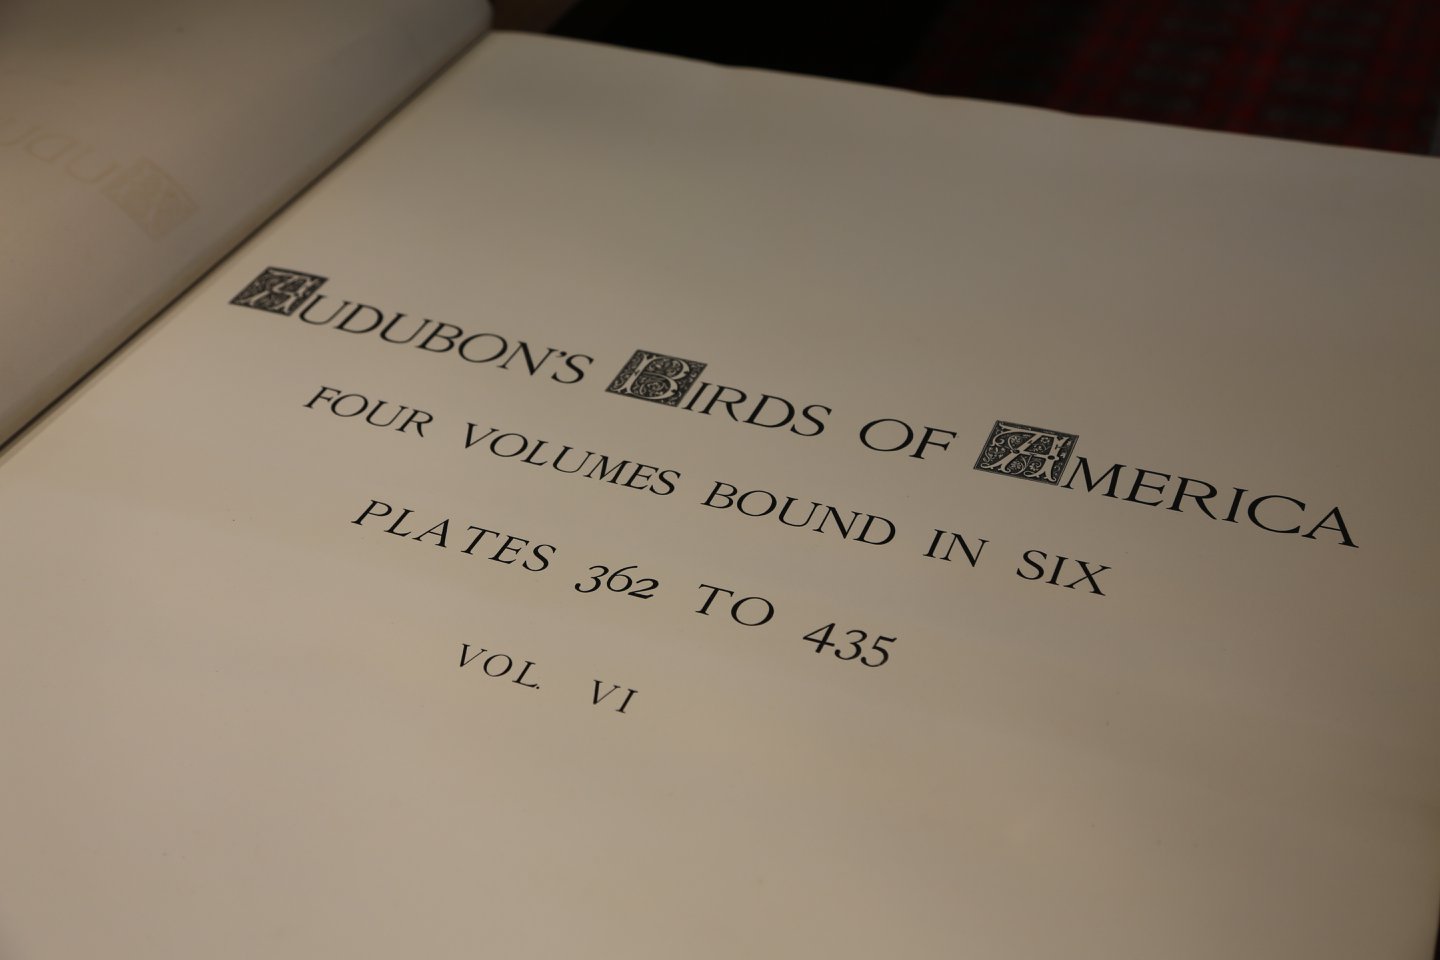 AUDUBON'S BIRDS OF AMERICA
FOUR VOLUMES BOUND IN SIX
PLATES 362 TO 435
VOL. VI